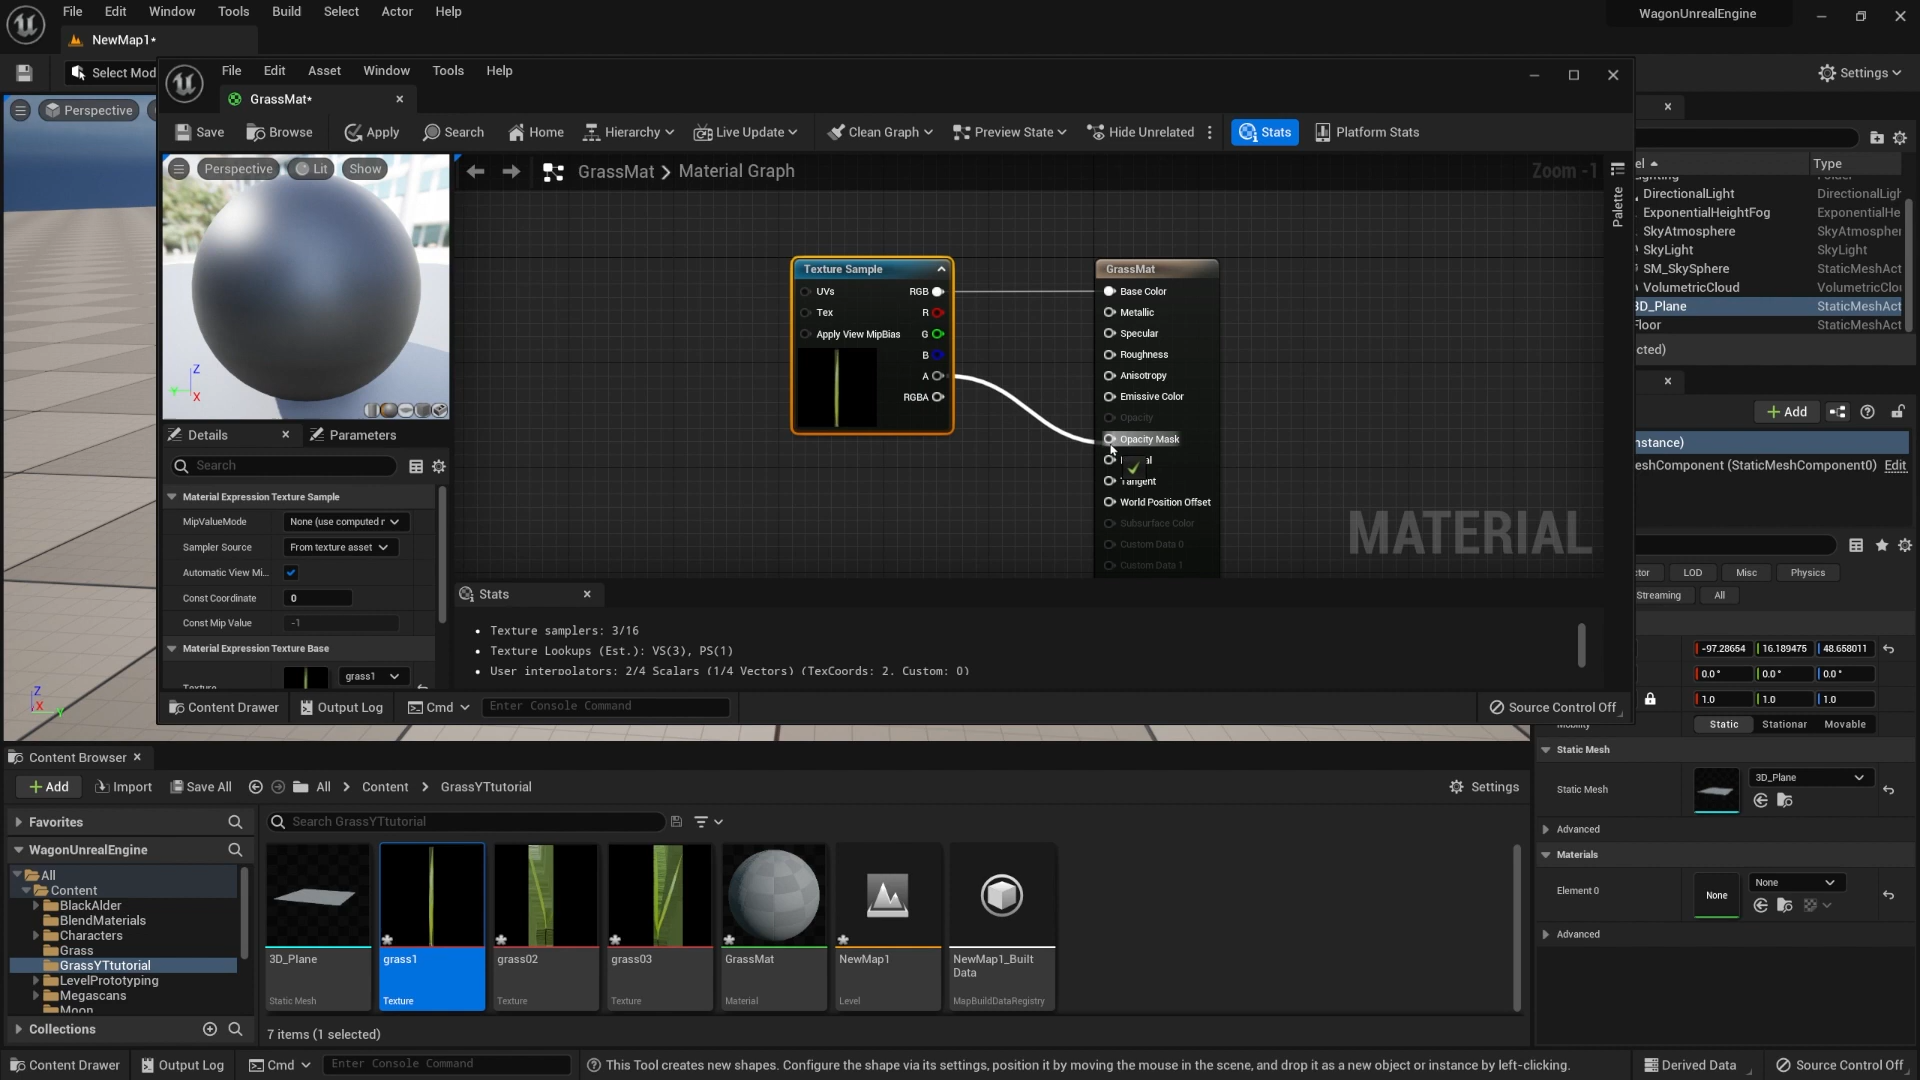 File Edit Window Tools Build Select Actor Help
WagonUnrealEngine
NewMap1*
Select Mod
Settings
File Edit Asset Window Tools Help
GrassMat*
Save Browse Apply Search Home Hierarchy Live Update Clean Graph Preview State Hide Unrelated Stats Platform Stats
Perspective
Perspective Lit Show
GrassMat > Material Graph
Zoom -1
Palette
Texture Sample
UVs RGB
Tex R
Apply View MipBias G
B
A
RGBA
GrassMat
Base Color
Metallic
Specular
Roughness
Anisotropy
Emissive Color
Opacity
Opacity Mask
Tangent
World Position Offset
Subsurface Color
Custom Data 0
Custom Data 1
MATERIAL
Z
Y
X
Details Parameters
Search
Material Expression Texture Sample
MipValueMode None (use computed r
Sampler Source From texture asset
Automatic View Mi...
Const Coordinate 0
Const Mip Value -1
Material Expression Texture Base
Texture grass1
Stats
• Texture samplers: 3/16
• Texture Lookups (Est.): VS(3), PS(1)
• User interpolators: 2/4 Scalars (1/4 Vectors) (TexCoords: 2, Custom: 0)
Content Drawer Output Log Cmd Enter Console Command
Source Control Off
Z
X
Y
el Type
ighting Folder
DirectionalLight DirectionalLigh
ExponentialHeightFog ExponentialHe
SkyAtmosphere SkyAtmospher
SkyLight SkyLight
SM_SkySphere StaticMeshAct
VolumetricCloud VolumetricClou
3D_Plane StaticMeshAct
Floor StaticMeshAct
cted)
Add
nstance)
eshComponent (StaticMeshComponent0) Edit
tor LOD Misc Physics
Streaming All
-97.28654 16.189475 48.658011
0.0° 0.0° 0.0°
1.0 1.0 1.0
Mobility Static Stationar Movable
Static Mesh
Static Mesh 3D_Plane
Advanced
Materials
Element 0 None None
Advanced
Content Browser
Add Import Save All All > Content > GrassYTtutorial
Settings
Favorites
WagonUnrealEngine
All
Content
BlackAlder
BlendMaterials
Characters
Grass
GrassYTtutorial
LevelPrototyping
Megascans
Moon
Collections
Search GrassYTtutorial
3D_Plane
Static Mesh
grass1
Texture
grass02
Texture
grass03
Texture
GrassMat
Material
NewMap1
Level
NewMap1_Built
Data
MapBuildDataRegistry
7 items (1 selected)
Content Drawer Output Log Cmd Enter Console Command This Tool creates new shapes. Configure the shape via its settings, position it by moving the mouse in the scene, and drop it as a new object or instance by left-clicking. Derived Data Source Control Off